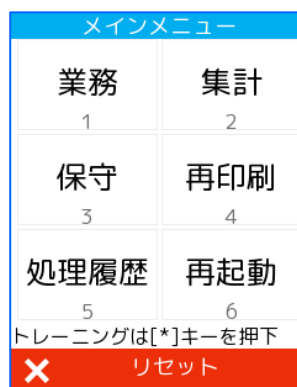 メインメニュー
業務 集計
1 2
保守 再印刷
3 4
処理履歴 再起動
5 6
トレーニングは[*]キーを押下
リセット